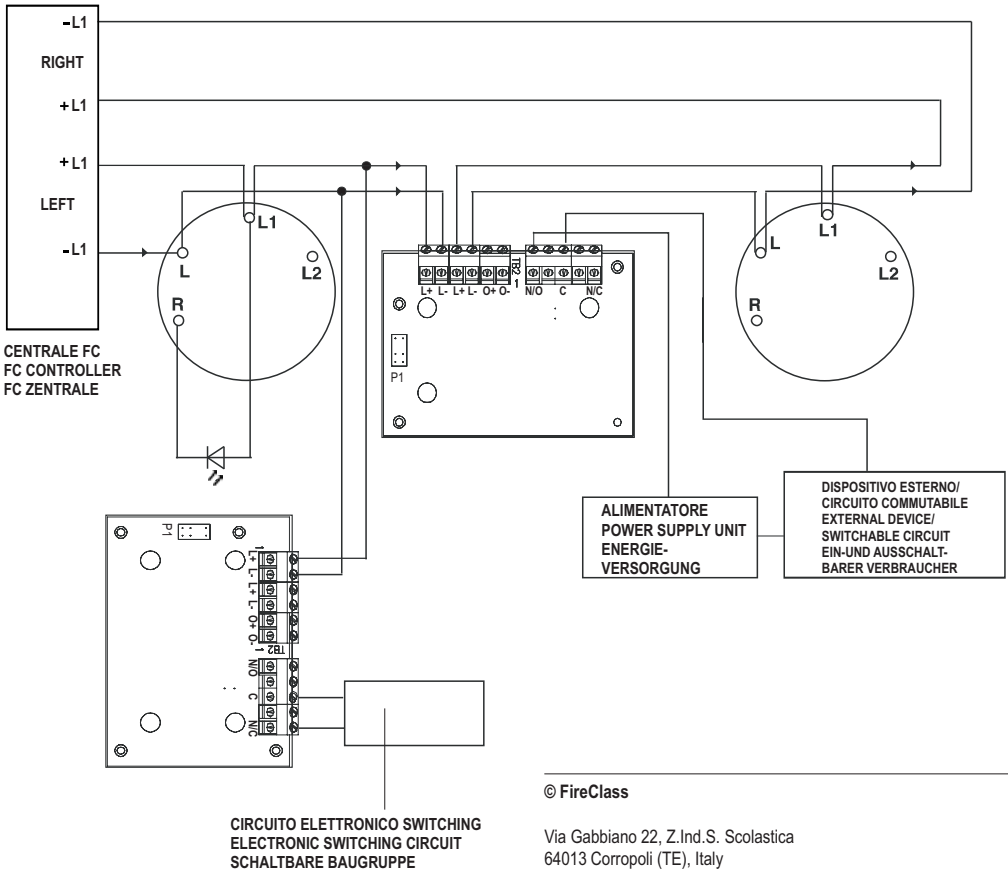 -L1
RIGHT
+L1
+L1
LEFT
-L1
CENTRALE FC
FC CONTROLLER
FC ZENTRALE
L1
L
L2
R
TB2 1
L+ L- L+ L- O+ O- N/O C N/C
P1
L1
L
L2
R
ALIMENTATORE
POWER SUPPLY UNIT
ENERGIE-
VERSORGUNG
DISPOSITIVO ESTERNO/
CIRCUITO COMMUTABILE
EXTERNAL DEVICE/
SWITCHABLE CIRCUIT
EIN-UND AUSSCHALT-
BARER VERBRAUCHER
P1
1
L+
L-
L+
L-
O+
O-
1 TB2
N/O
C
N/C
CIRCUITO ELETTRONICO SWITCHING
ELECTRONIC SWITCHING CIRCUIT
SCHALTBARE BAUGRUPPE
© FireClass
Via Gabbiano 22, Z.Ind.S. Scolastica
64013 Corropoli (TE), Italy